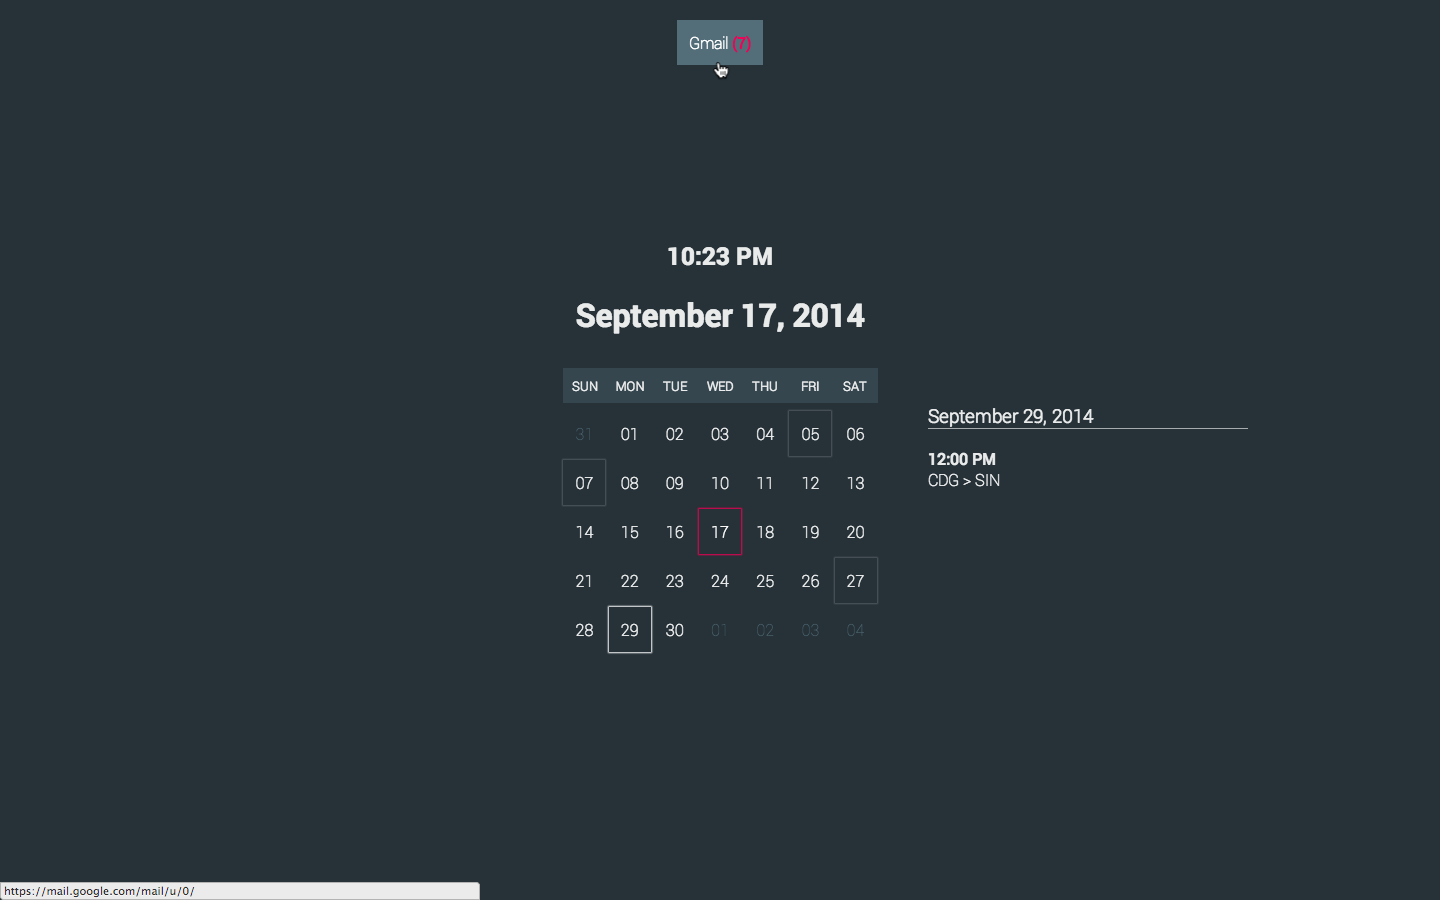 Gmail (7)
10:23 PM
September 17, 2014
SUN MON TUE WED THU FRI SAT
31 01 02 03 04 05 06
07 08 09 10 11 12 13
14 15 16 17 18 19 20
21 22 23 24 25 26 27
28 29 30 01 02 03 04
September 29, 2014
12:00 PM
CDG > SIN
https://mail.google.com/mail/u/0/